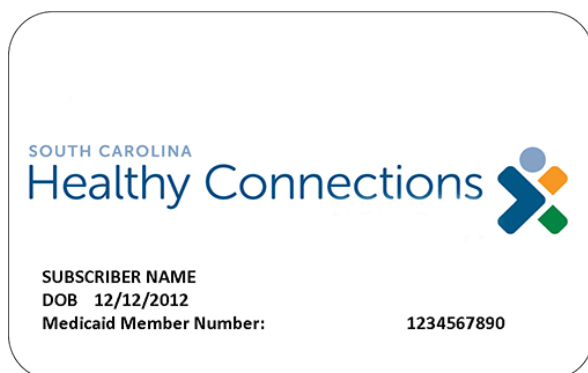 SOUTH CAROLINA
Healthy Connections
SUBSCRIBER NAME
DOB 12/12/2012
Medicaid Member Number: 1234567890